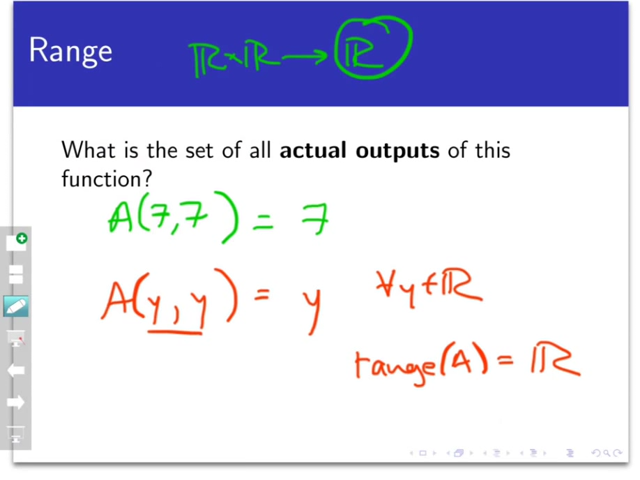 Range
ℝ×ℝ → ℝ
What is the set of all actual outputs of this
function?
A(7,7) = 7
A(y, y) = y ∀y∈ℝ
range(A) = ℝ